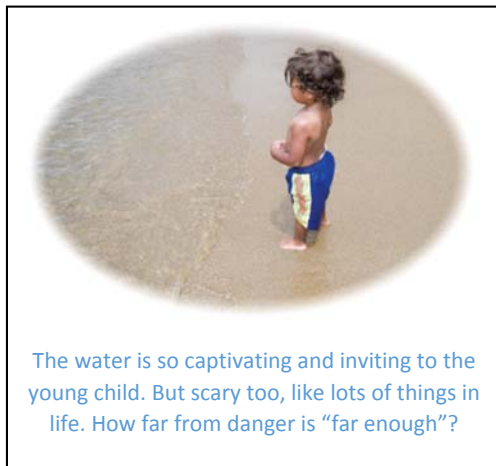 The water is so captivating and inviting to the
young child. But scary too, like lots of things in
life. How far from danger is “far enough”?